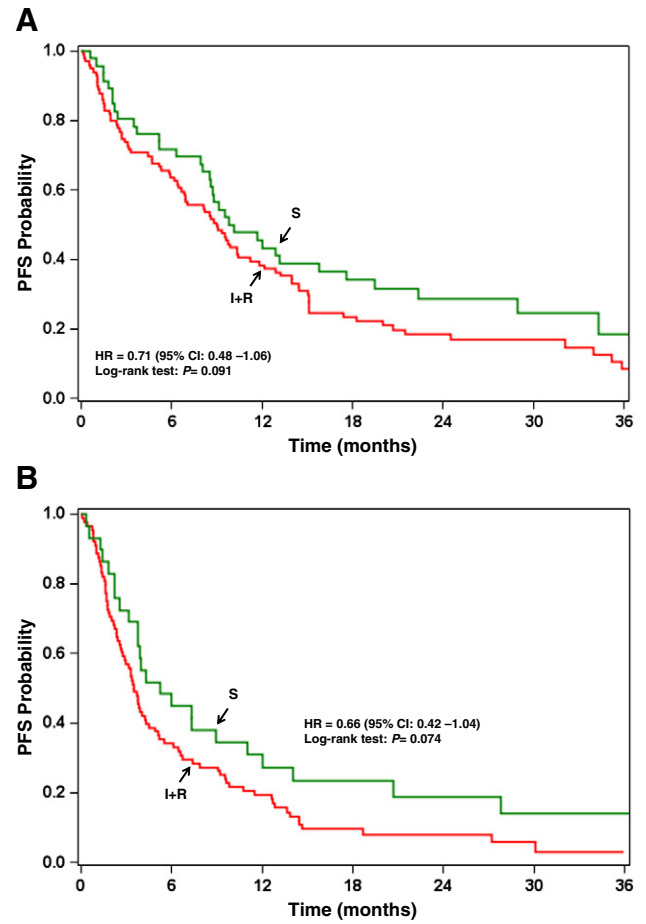 A
1.0
0.8
0.6
0.4
0.2
0.0
PFS Probability
S
I+R
HR = 0.71 (95% CI: 0.48 –1.06)
Log-rank test: P= 0.091
0 6 12 18 24 30 36
Time (months)
B
1.0
0.8
0.6
0.4
0.2
0.0
PFS Probability
S
HR = 0.66 (95% CI: 0.42 –1.04)
Log-rank test: P= 0.074
I+R
0 6 12 18 24 30 36
Time (months)